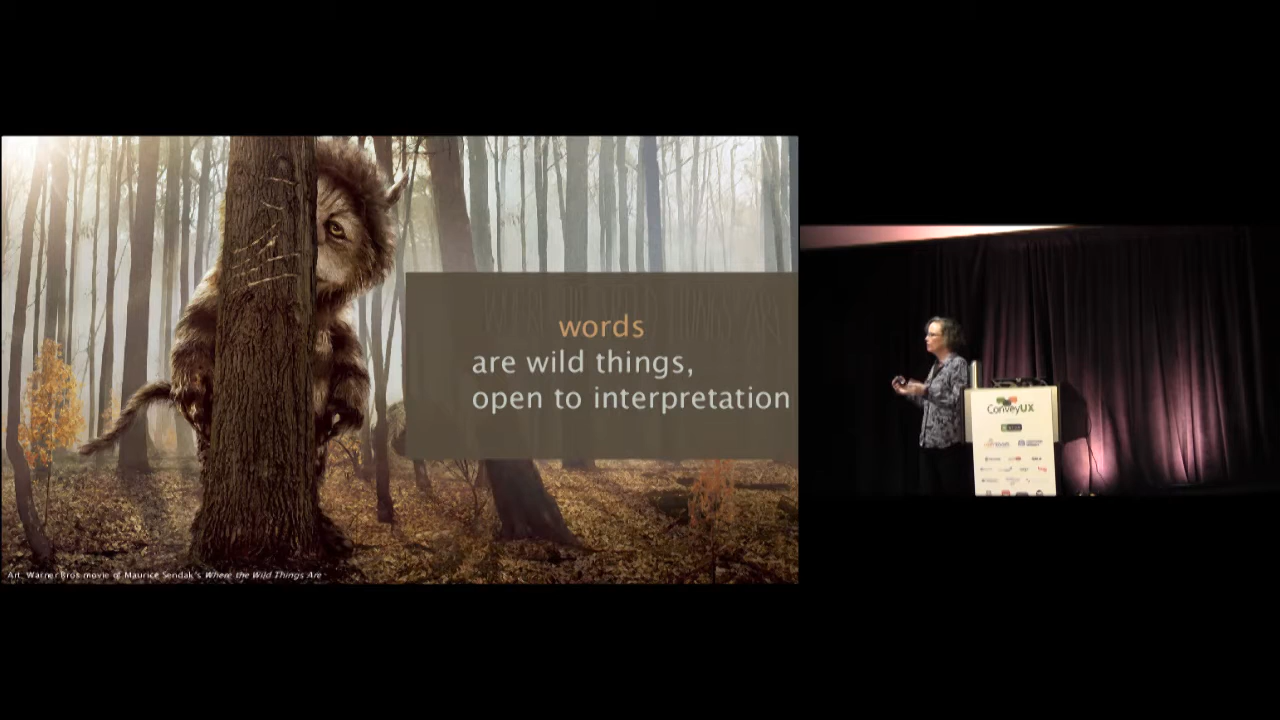 words
are wild things,
open to interpretation
Art: Warner Bros movie of Maurice Sendak's Where the Wild Things Are
ConveyUX